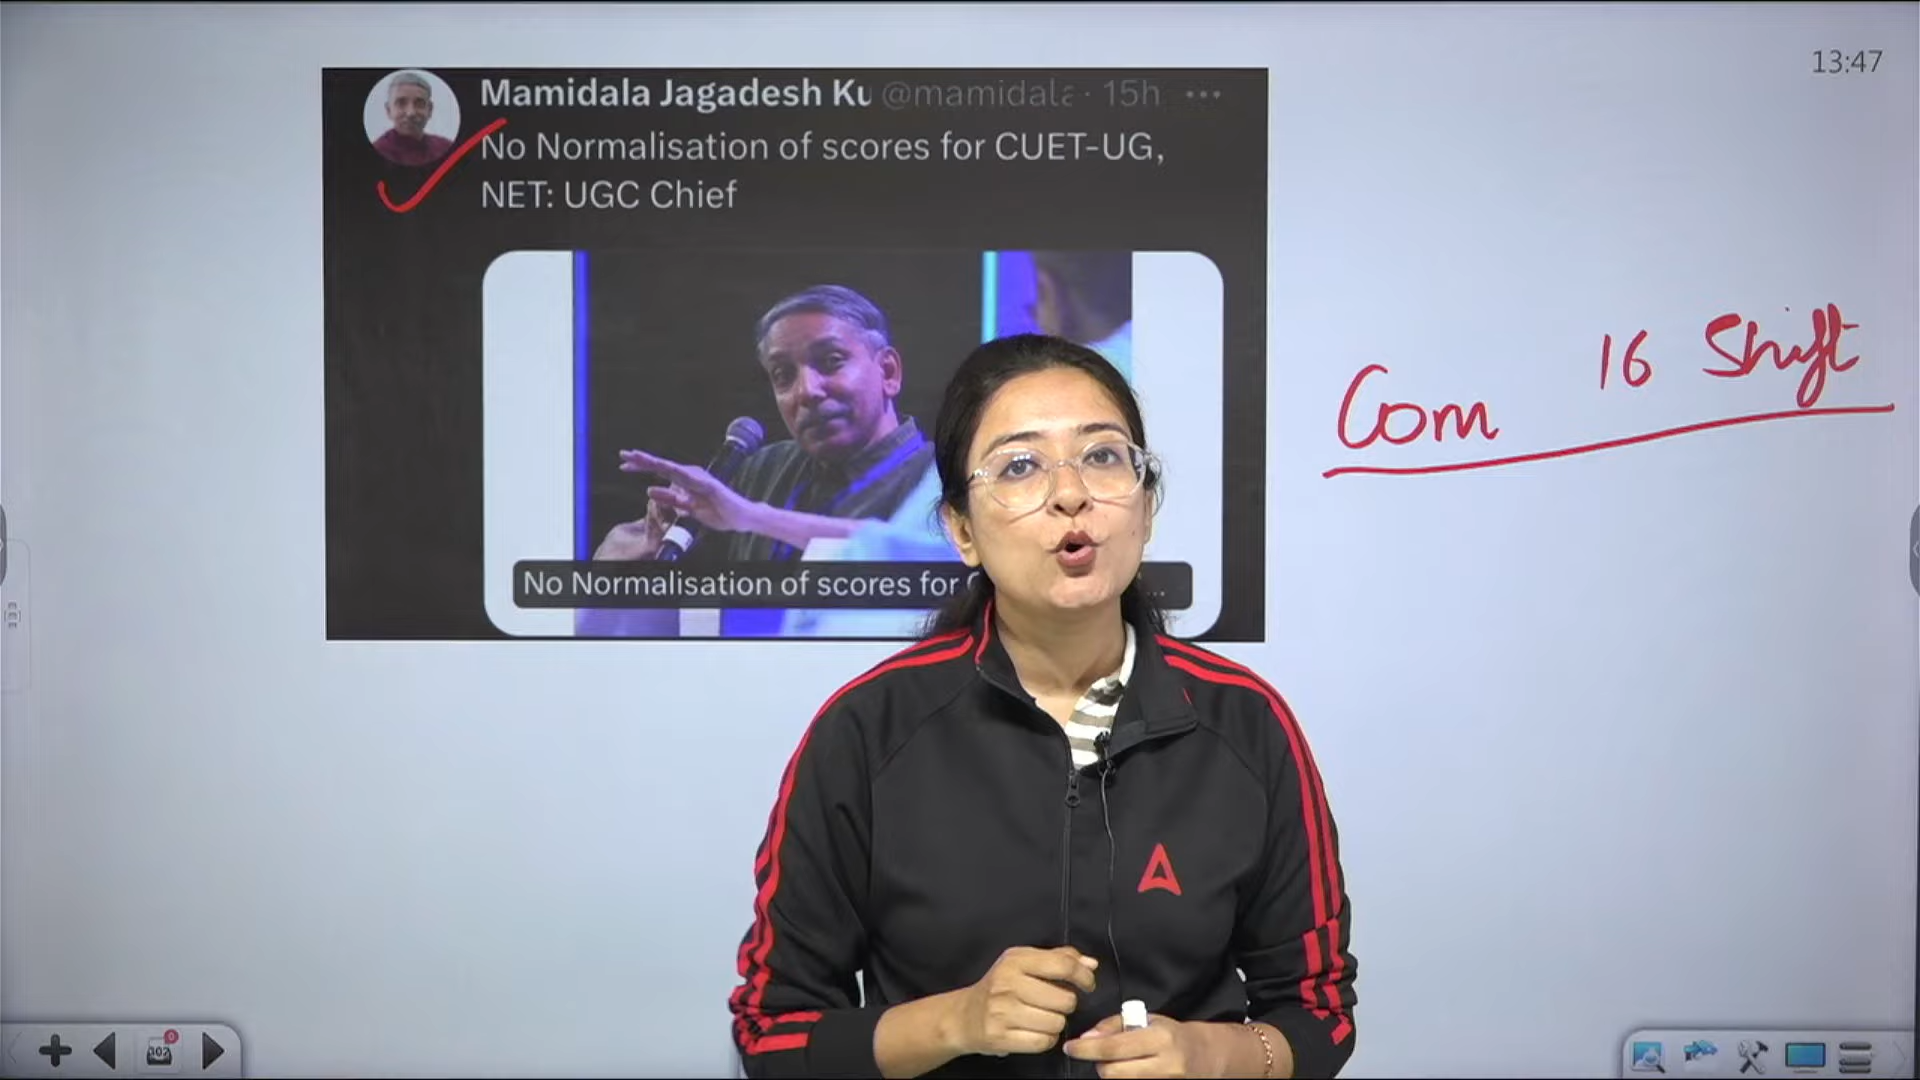 13:47
Mamidala Jagadesh Ku @mamidala · 15h ...
No Normalisation of scores for CUET-UG,
NET: UGC Chief
No Normalisation of scores for
...
16 Shift
Com